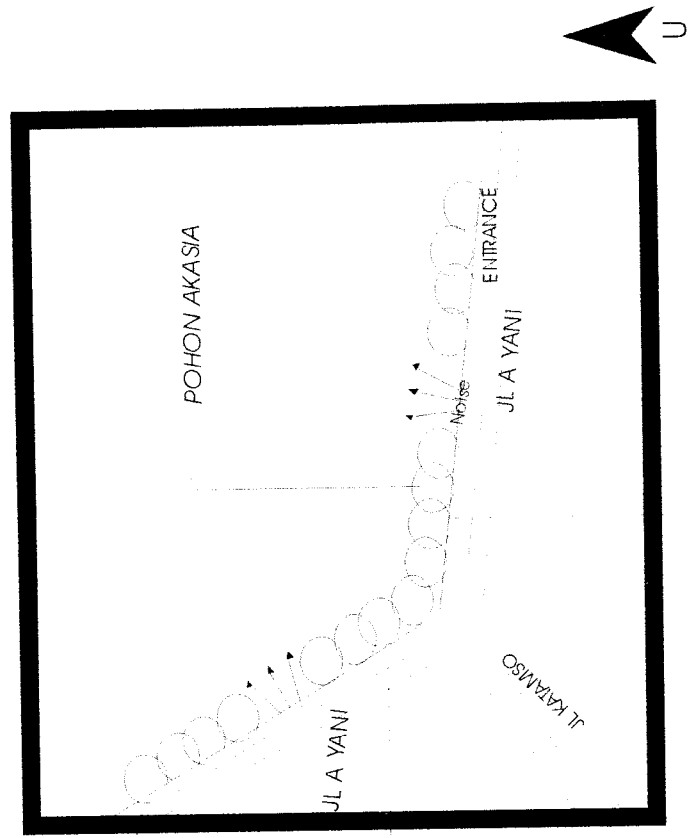 U
POHON AKASIA
ENTRANCE
JL A YANI
Noise
JL KATAMSO
JL A YANI